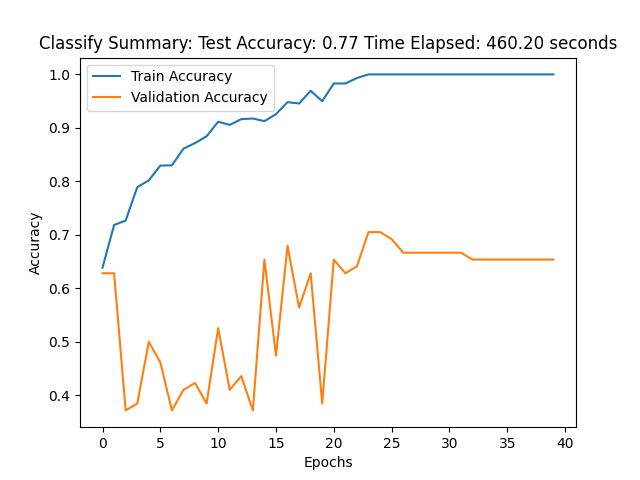 Classify Summary: Test Accuracy: 0.77 Time Elapsed: 460.20 seconds
Train Accuracy
Validation Accuracy
1.0
0.9
0.8
0.7
0.6
0.5
0.4
Accuracy
0 5 10 15 20 25 30 35 40
Epochs